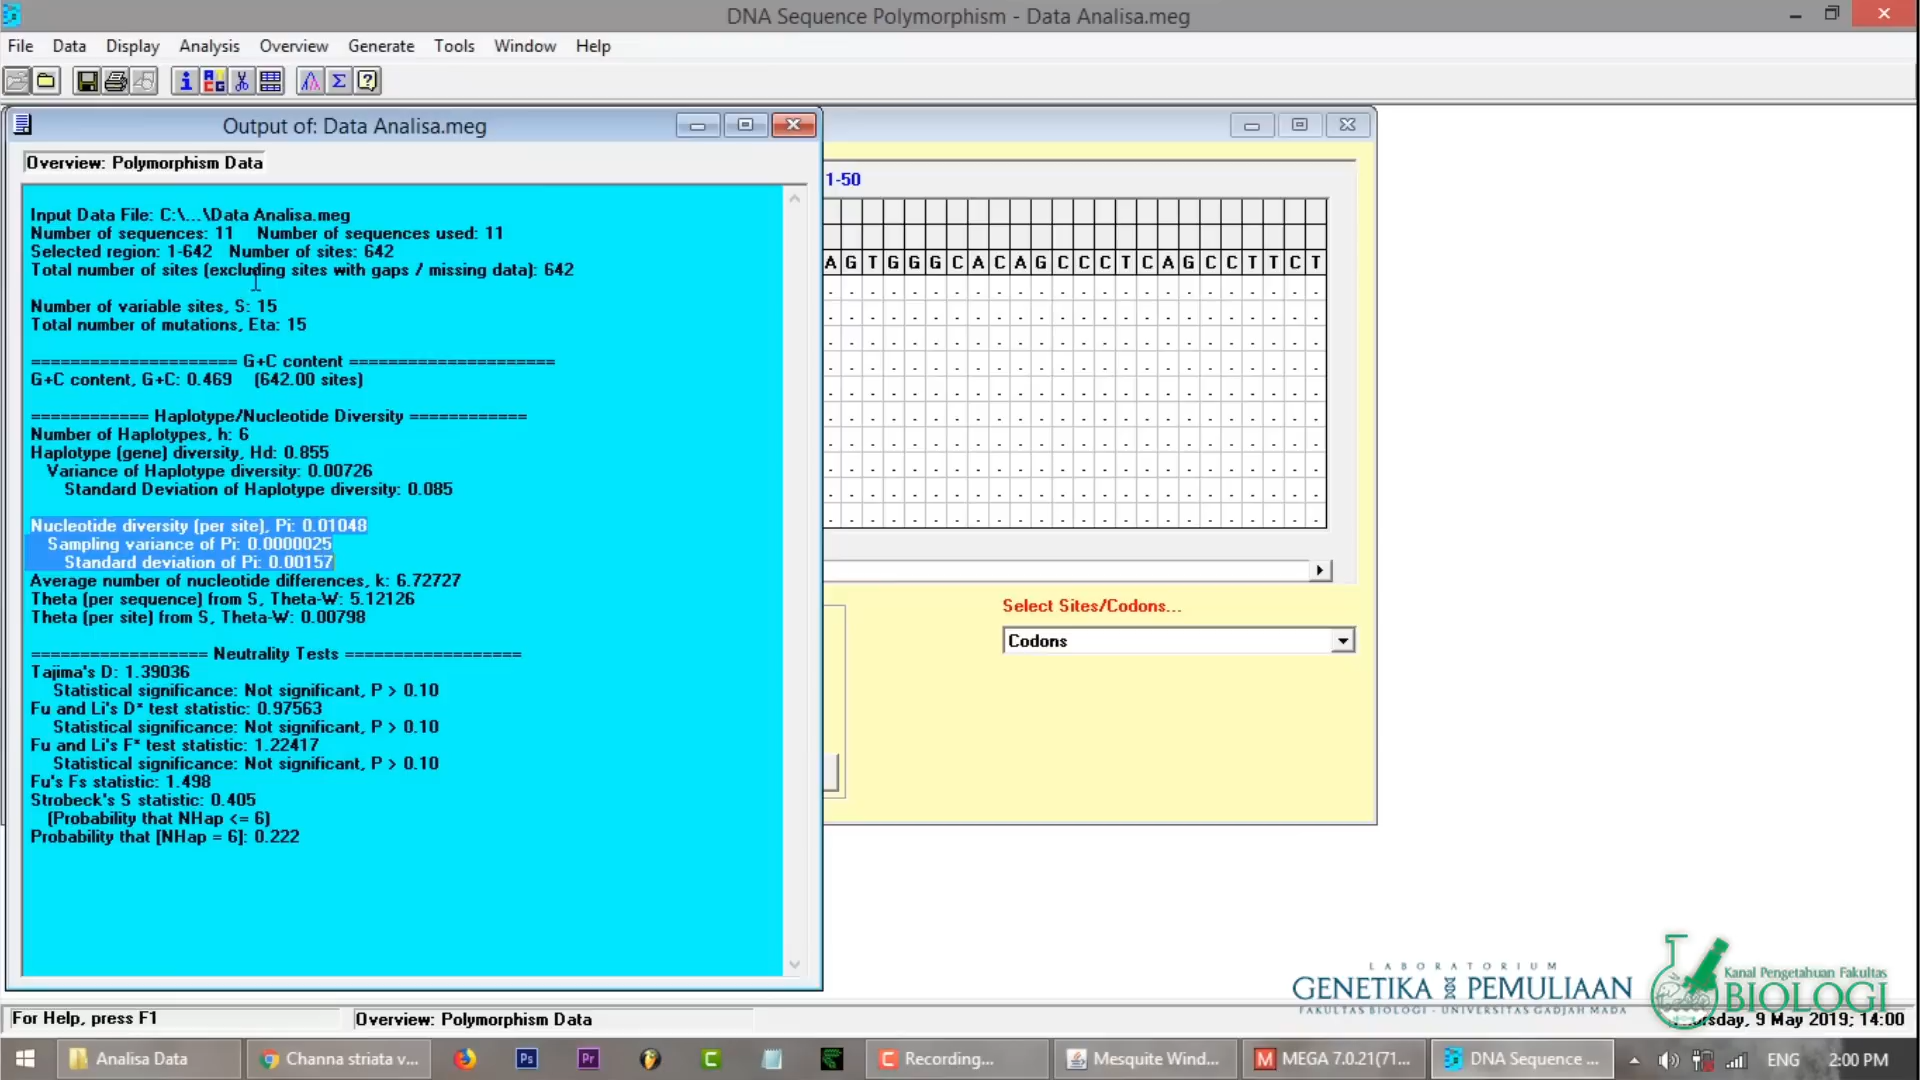 DNA Sequence Polymorphism - Data Analisa.meg
File Data Display Analysis Overview Generate Tools Window Help
Output of: Data Analisa.meg
Overview: Polymorphism Data
Input Data File: C:\...\Data Analisa.meg
Number of sequences: 11 Number of sequences used: 11
Selected region: 1-642 Number of sites: 642
Total number of sites (excluding sites with gaps / missing data): 642
Number of variable sites, S: 15
Total number of mutations, Eta: 15
===================== G+C content =====================
G+C content, G+C: 0.469 (642.00 sites)
============ Haplotype/Nucleotide Diversity ============
Number of Haplotypes, h: 6
Haplotype (gene) diversity, Hd: 0.855
Variance of Haplotype diversity: 0.00726
Standard Deviation of Haplotype diversity: 0.085
Nucleotide diversity (per site), Pi: 0.01048
Sampling variance of Pi: 0.0000025
Standard deviation of Pi: 0.00157
Average number of nucleotide differences, k: 6.72727
Theta (per sequence) from S, Theta-W: 5.12126
Theta (per site) from S, Theta-W: 0.00798
================== Neutrality Tests ==================
Tajima's D: 1.39036
Statistical significance: Not significant, P > 0.10
Fu and Li's D* test statistic: 0.97563
Statistical significance: Not significant, P > 0.10
Fu and Li's F* test statistic: 1.22417
Statistical significance: Not significant, P > 0.10
Fu's Fs statistic: 1.498
Strobeck's S statistic: 0.405
(Probability that NHap <= 6)
Probability that [NHap = 6]: 0.222
1-50
A G T G G G C A C A G C C C T C A G C C T T C T
Select Sites/Codons...
Codons
LABORATORIUM
GENETIKA PEMULIAAN
FAKULTAS BIOLOGI - UNIVERSITAS GADJAH MADA
Kanal Pengetahuan Fakultas
BIOLOGI
For Help, press F1
Overview: Polymorphism Data
9 May 2019; 14:00
Analisa Data
Channa striata v...
Recording...
Mesquite Wind...
MEGA 7.0.21(71...
DNA Sequence ...
ENG
2:00 PM